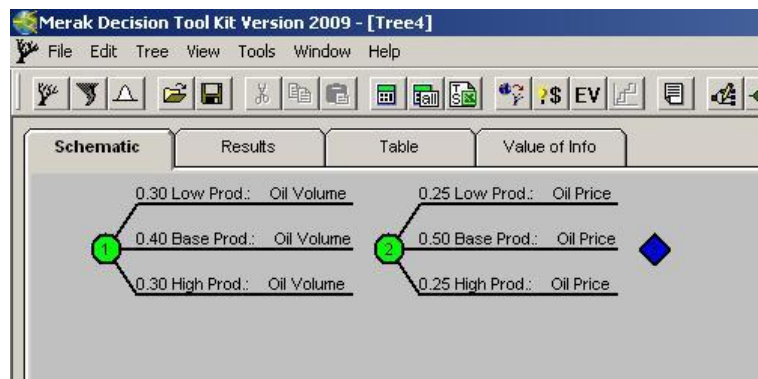 Merak Decision Tool Kit Version 2009 - [Tree4]
File Edit Tree View Tools Window Help
all TS ?$ EV
Schematic Results Table Value of Info
0.30 Low Prod.: Oil Volume 0.25 Low Prod.: Oil Price
1 0.40 Base Prod.: Oil Volume 2 0.50 Base Prod.: Oil Price
0.30 High Prod.: Oil Volume 0.25 High Prod.: Oil Price